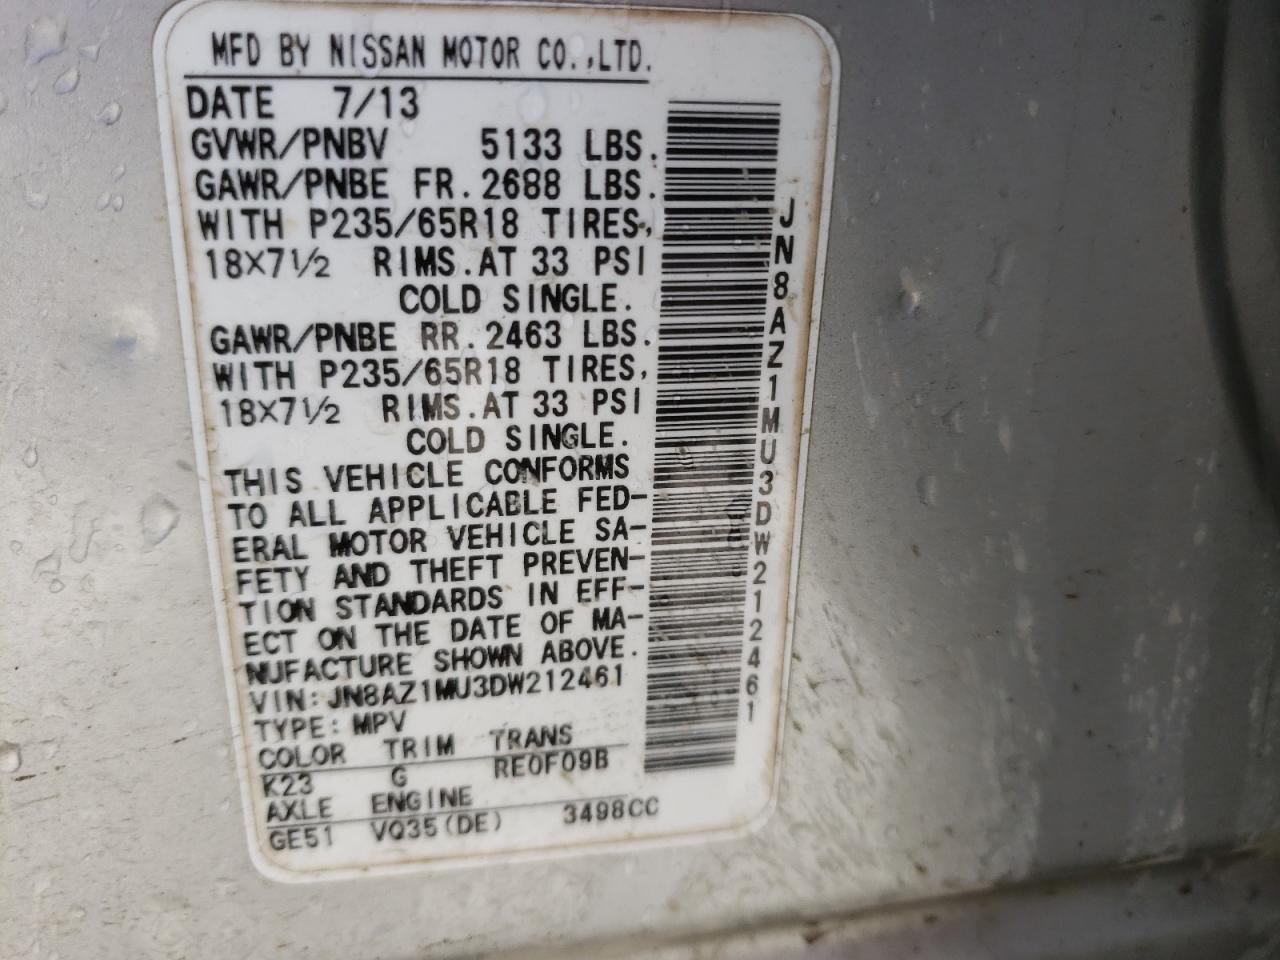 MFD BY NISSAN MOTOR CO.,LTD.
DATE 7/13
GVWR/PNBV 5133 LBS.
GAWR/PNBE FR. 2688 LBS.
WITH P235/65R18 TIRES,
18×7½ RIMS. AT 33 PSI
COLD SINGLE.
GAWR/PNBE RR. 2463 LBS.
WITH P235/65R18 TIRES,
18×7½ RIMS. AT 33 PSI
COLD SINGLE.
THIS VEHICLE CONFORMS
TO ALL APPLICABLE FED-
ERAL MOTOR VEHICLE SA-
FETY AND THEFT PREVEN-
TION STANDARDS IN EFF-
ECT ON THE DATE OF MA-
NUFACTURE SHOWN ABOVE.
VIN: JN8AZ1MU3DW212461
TYPE: MPV
COLOR TRIM TRANS
K23 G RE0F09B
AXLE ENGINE
GE51 VQ35(DE) 3498CC
JN8AZ1MU3DW212461